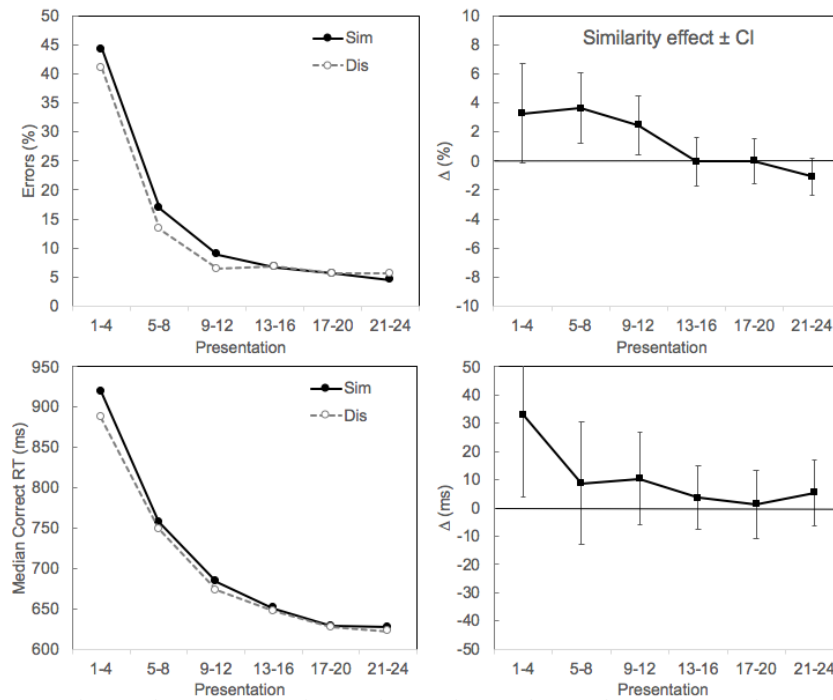 50
45
40
35
30
25
20
15
10
5
0
Errors (%)
Sim
Dis
1-4 5-8 9-12 13-16 17-20 21-24
Presentation
Similarity effect ± CI
10
8
6
4
2
0
-2
-4
-6
-8
-10
Δ (%)
1-4 5-8 9-12 13-16 17-20 21-24
Presentation
950
900
850
800
750
700
650
600
Median Correct RT (ms)
Sim
Dis
1-4 5-8 9-12 13-16 17-20 21-24
Presentation
50
40
30
20
10
0
-10
-20
-30
-40
-50
Δ (ms)
1-4 5-8 9-12 13-16 17-20 21-24
Presentation